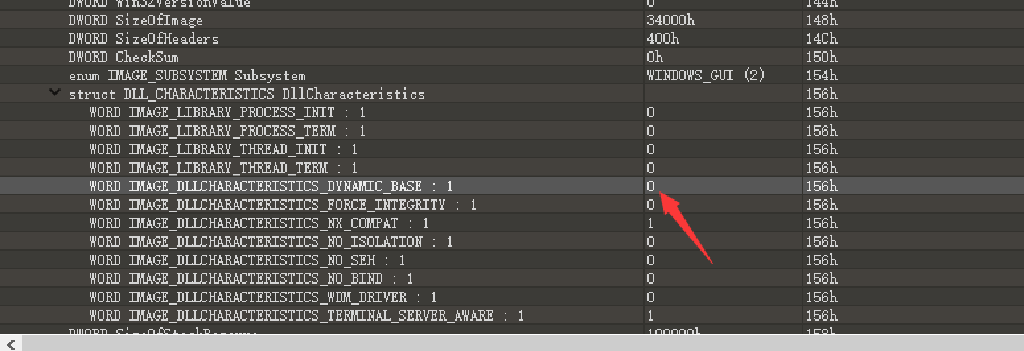 DWORD Win32VersionValue 0 144h
DWORD SizeOfImage 34000h 148h
DWORD SizeOfHeaders 400h 14Ch
DWORD CheckSum 0h 150h
enum IMAGE_SUBSYSTEM Subsystem WINDOWS_GUI (2) 154h
struct DLL_CHARACTERISTICS DllCharacteristics 156h
WORD IMAGE_LIBRARY_PROCESS_INIT : 1 0 156h
WORD IMAGE_LIBRARY_PROCESS_TERM : 1 0 156h
WORD IMAGE_LIBRARY_THREAD_INIT : 1 0 156h
WORD IMAGE_LIBRARY_THREAD_TERM : 1 0 156h
WORD IMAGE_DLLCHARACTERISTICS_DYNAMIC_BASE : 1 0 156h
WORD IMAGE_DLLCHARACTERISTICS_FORCE_INTEGRITY : 1 0 156h
WORD IMAGE_DLLCHARACTERISTICS_NX_COMPAT : 1 1 156h
WORD IMAGE_DLLCHARACTERISTICS_NO_ISOLATION : 1 0 156h
WORD IMAGE_DLLCHARACTERISTICS_NO_SEH : 1 0 156h
WORD IMAGE_DLLCHARACTERISTICS_NO_BIND : 1 0 156h
WORD IMAGE_DLLCHARACTERISTICS_WDM_DRIVER : 1 0 156h
WORD IMAGE_DLLCHARACTERISTICS_TERMINAL_SERVER_AWARE : 1 1 156h
DWORD SizeOfStackReserve 100000h 158h